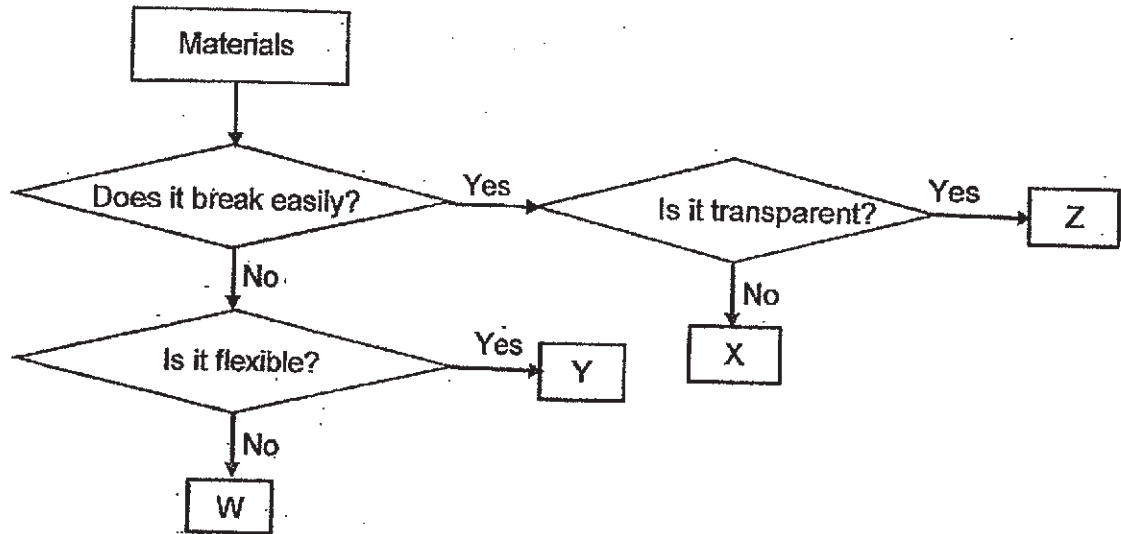 Materials
Does it break easily?
Yes
Is it transparent?
Yes
Z
No
No
X
Is it flexible?
Yes
Y
No
W